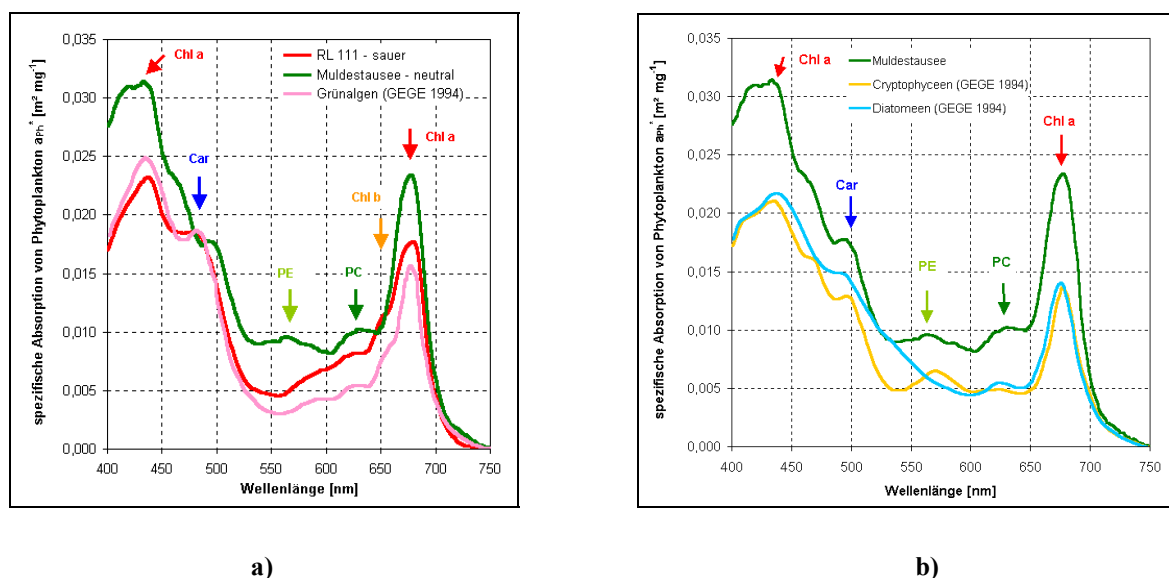 spezifische Absorption von Phytoplankton aPh* [m² mg-1]
0,035
0,030
0,025
0,020
0,015
0,010
0,005
0,000
Chl a
RL 111 - sauer
Muldestausee - neutral
Grünalgen (GEGE 1994)
Chl a
Car
Chl b
PE
PC
400 450 500 550 600 650 700 750
Wellenlänge [nm]
a)
spezifische Absorption von Phytoplankton aPh* [m² mg-1]
0,035
0,030
0,025
0,020
0,015
0,010
0,005
0,000
Chl a
Muldestausee
Cryptophyceen (GEGE 1994)
Diatomeen (GEGE 1994)
Chl a
Car
PE
PC
400 450 500 550 600 650 700 750
Wellenlänge [nm]
b)